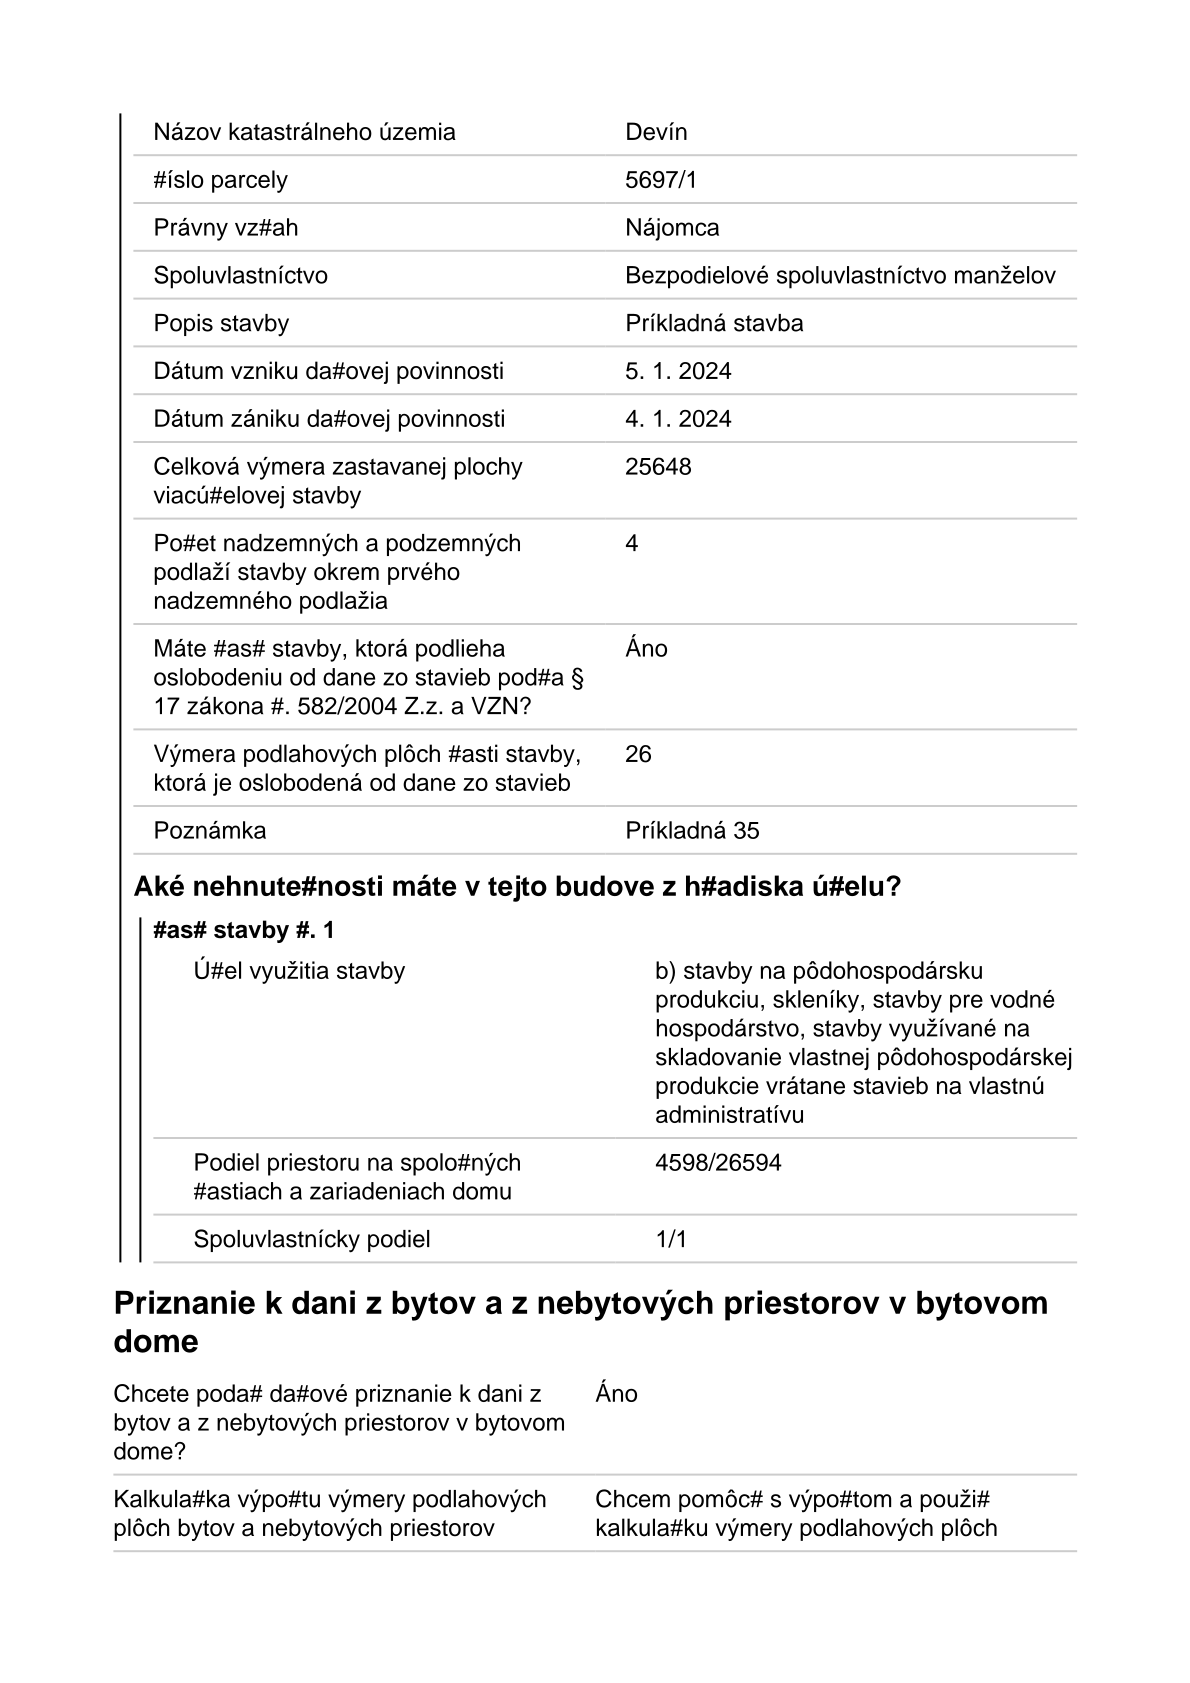 Názov katastrálneho územia Devín
#íslo parcely 5697/1
Právny vz#ah Nájomca
Spoluvlastníctvo Bezpodielové spoluvlastníctvo manželov
Popis stavby Príkladná stavba
Dátum vzniku da#ovej povinnosti 5. 1. 2024
Dátum zániku da#ovej povinnosti 4. 1. 2024
Celková výmera zastavanej plochy 25648
viacú#elovej stavby
Po#et nadzemných a podzemných 4
podlaží stavby okrem prvého
nadzemného podlažia
Máte #as# stavby, ktorá podlieha Áno
oslobodeniu od dane zo stavieb pod#a §
17 zákona #. 582/2004 Z.z. a VZN?
Výmera podlahových plôch #asti stavby, 26
ktorá je oslobodená od dane zo stavieb
Poznámka Príkladná 35
Aké nehnute#nosti máte v tejto budove z h#adiska ú#elu?
#as# stavby #. 1
Ú#el využitia stavby b) stavby na pôdohospodársku
produkciu, skleníky, stavby pre vodné
hospodárstvo, stavby využívané na
skladovanie vlastnej pôdohospodárskej
produkcie vrátane stavieb na vlastnú
administratívu
Podiel priestoru na spolo#ných 4598/26594
#astiach a zariadeniach domu
Spoluvlastnícky podiel 1/1
Priznanie k dani z bytov a z nebytových priestorov v bytovom
dome
Chcete poda# da#ové priznanie k dani z Áno
bytov a z nebytových priestorov v bytovom
dome?
Kalkula#ka výpo#tu výmery podlahových Chcem pomôc# s výpo#tom a použi#
plôch bytov a nebytových priestorov kalkula#ku výmery podlahových plôch